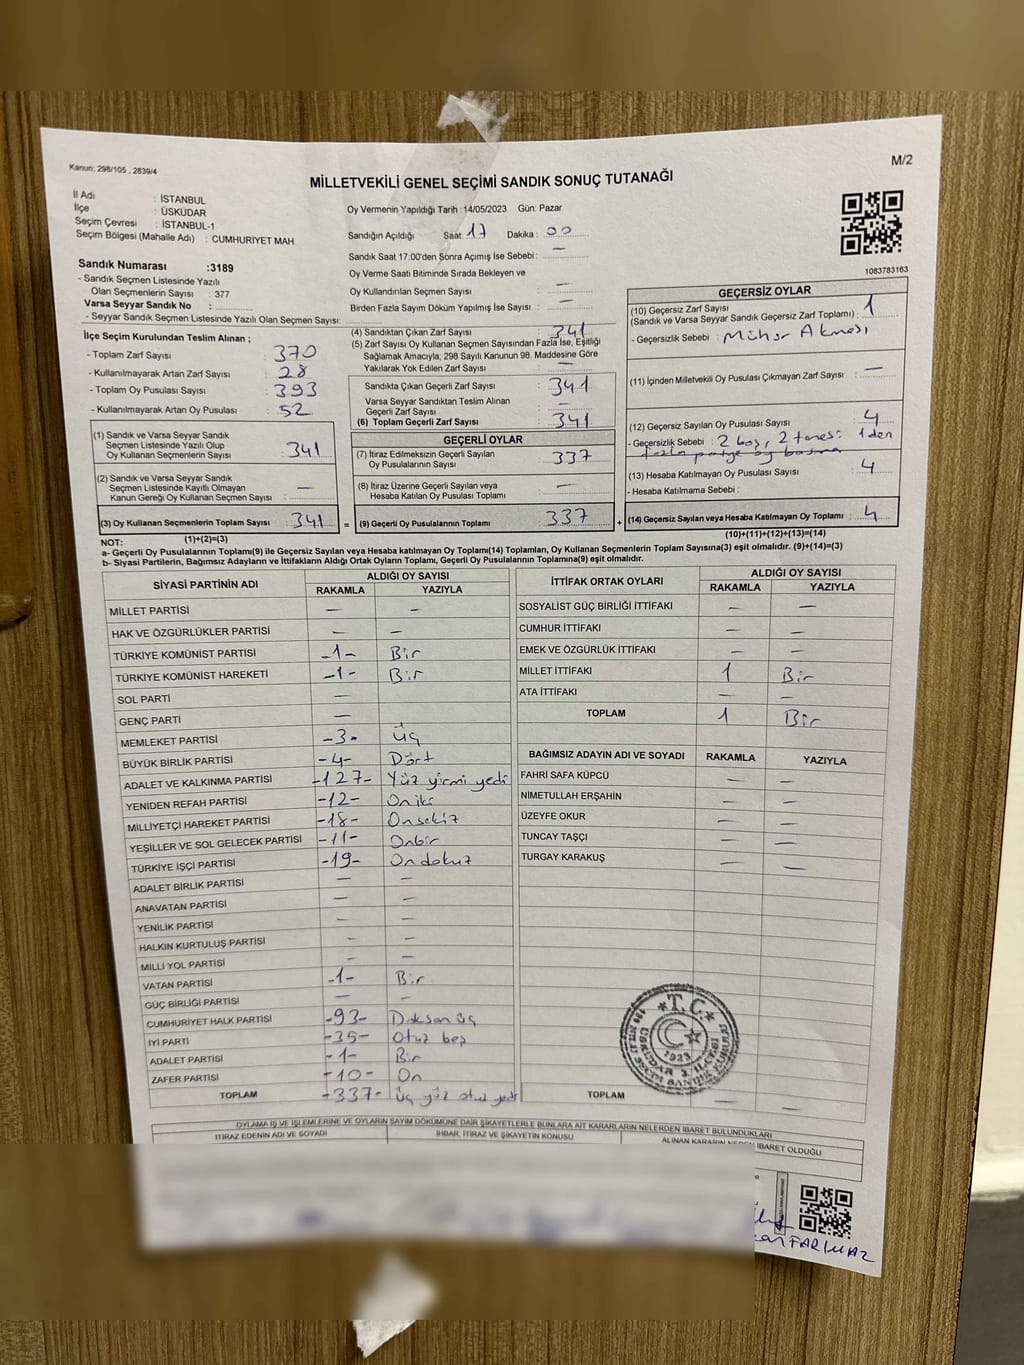 Kanun; 298/105 , 2839/4
M/2
MİLLETVEKİLİ GENEL SEÇİMİ SANDIK SONUÇ TUTANAĞI
İl Adı : İSTANBUL
İlçe : ÜSKÜDAR
Seçim Çevresi : İSTANBUL-1
Seçim Bölgesi (Mahalle Adı) : CUMHURİYET MAH.
Sandık Numarası :3189
- Sandık Seçmen Listesinde Yazılı
Olan Seçmenlerin Sayısı : 377
Varsa Seyyar Sandık No :
- Seyyar Sandık Seçmen Listesinde Yazılı Olan Seçmen Sayısı:
Oy Vermenin Yapıldığı Tarih :14/05/2023 Gün: Pazar
Sandığın Açıldığı Saat 17 Dakika : 00
Sandık Saat 17:00'den Sonra Açımış İse Sebebi : —
Oy Verme Saati Bitiminde Sırada Bekleyen ve
Oy Kullandırılan Seçmen Sayısı : —
Birden Fazla Sayım Döküm Yapılmış İse Sayısı : —
1083783163
İlçe Seçim Kurulundan Teslim Alınan ;
- Toplam Zarf Sayısı : 370
- Kullanılmayarak Artan Zarf Sayısı : 28
- Toplam Oy Pusulası Sayısı : 393
- Kullanılmayarak Artan Oy Pusulası : 52
(1) Sandık ve Varsa Seyyar Sandık
Seçmen Listesinde Yazılı Olup
Oy Kullanan Seçmenlerin Sayısı : 341
(2) Sandık ve Varsa Seyyar Sandık
Seçmen Listesinde Kayıtlı Olmayan
Kanun Gereği Oy Kullanan Seçmen Sayısı : —
(3) Oy Kullanan Seçmenlerin Toplam Sayısı : 341 =
(1)+(2)=(3)
(4) Sandıktan Çıkan Zarf Sayısı : 341
(5) Zarf Sayısı Oy Kullanan Seçmen Sayısından Fazla İse, Eşitliği
Sağlamak Amacıyla, 298 Sayılı Kanunun 98. Maddesine Göre
Yakılarak Yok Edilen Zarf Sayısı : —
Sandıkta Çıkan Geçerli Zarf Sayısı : 341
Varsa Seyyar Sandıktan Teslim Alınan
Geçerli Zarf Sayısı : —
(6) Toplam Geçerli Zarf Sayısı : 341
GEÇERLİ OYLAR
(7) İtiraz Edilmeksizin Geçerli Sayılan
Oy Pusulalarının Sayısı : 337
(8) İtiraz Üzerine Geçerli Sayılan veya
Hesaba Katılan Oy Pusulası Toplamı : —
(9) Geçerli Oy Pusulalarının Toplamı : 337 +
GEÇERSİZ OYLAR
(10) Geçersiz Zarf Sayısı
(Sandık ve Varsa Seyyar Sandık Geçersiz Zarf Toplamı) : 1
- Geçersizlik Sebebi : Mühür Akması
(11) İçinden Milletvekili Oy Pusulası Çıkmayan Zarf Sayısı : —
(12) Geçersiz Sayılan Oy Pusulası Sayısı : 4
- Geçersizlik Sebebi : 2 boş, 2 tanesi 1den
fazla partiye oy basma
(13) Hesaba Katılmayan Oy Pusulası Sayısı : 4
- Hesaba Katılmama Sebebi :
(14) Geçersiz Sayılan veya Hesaba Katılmayan Oy Toplamı : 4
(10)+(11)+(12)+(13)=(14)
NOT:
a- Geçerli Oy Pusulalarının Toplamı(9) ile Geçersiz Sayılan veya Hesaba katılmayan Oy Toplamı(14) Toplamları, Oy Kullanan Seçmenlerin Toplam Sayısına(3) eşit olmalıdır. (9)+(14)=(3)
b- Siyasi Partilerin, Bağımsız Adayların ve İttifakların Aldığı Ortak Oyların Toplamı, Geçerli Oy Pusulalarının Toplamına(9) eşit olmalıdır.
SİYASİ PARTİNİN ADI ALDIĞI OY SAYISI
RAKAMLA YAZIYLA
MİLLET PARTİSİ — —
HAK VE ÖZGÜRLÜKLER PARTİSİ — —
TÜRKİYE KOMÜNİST PARTİSİ -1- Bir
TÜRKİYE KOMÜNİST HAREKETİ -1- Bir
SOL PARTİ —
GENÇ PARTİ —
MEMLEKET PARTİSİ -3- Üç
BÜYÜK BİRLİK PARTİSİ -4- Dört
ADALET VE KALKINMA PARTİSİ -127- Yüz yirmi yedi
YENİDEN REFAH PARTİSİ -12- Oniki
MİLLİYETÇİ HAREKET PARTİSİ -18- Onsekiz
YEŞİLLER VE SOL GELECEK PARTİSİ -11- Onbir
TÜRKİYE İŞÇİ PARTİSİ -19- Ondokuz
ADALET BİRLİK PARTİSİ — —
ANAVATAN PARTİSİ — —
YENİLİK PARTİSİ — —
HALKIN KURTULUŞ PARTİSİ — —
MİLLİ YOL PARTİSİ — —
VATAN PARTİSİ -1- Bir
GÜÇ BİRLİĞİ PARTİSİ — —
CUMHURİYET HALK PARTİSİ -93- Doksan üç
İYİ PARTİ -35- Otuz beş
ADALET PARTİSİ -1- Bir
ZAFER PARTİSİ -10- On
TOPLAM -337- üç yüz otuz yedi
İTTİFAK ORTAK OYLARI ALDIĞI OY SAYISI
RAKAMLA YAZIYLA
SOSYALİST GÜÇ BİRLİĞİ İTTİFAKI — —
CUMHUR İTTİFAKI — —
EMEK VE ÖZGÜRLÜK İTTİFAKI — —
MİLLET İTTİFAKI 1 Bir
ATA İTTİFAKI — —
TOPLAM 1 Bir
BAĞIMSIZ ADAYIN ADI VE SOYADI RAKAMLA YAZIYLA
FAHRİ SAFA KÜPCÜ — —
NİMETULLAH ERŞAHİN — —
ÜZEYFE OKUR — —
TUNCAY TAŞÇI — —
TURGAY KARAKUŞ — —
TOPLAM — —
T.C.
1923
ÜSKÜDAR 3. İLÇESİ
OYLAMA İŞ VE İŞLEMLERİNE VE OYLARIN SAYIM DÖKÜMÜNE DAİR ŞİKAYETLERLE BUNLARA AİT KARARLARIN NELERDEN İBARET BULUNDUKLARI
İTİRAZ EDENİN ADI VE SOYADI İHBAR, İTİRAZ VE ŞİKAYETİN KONUSU ALINAN KARARIN NEDEN İBARET OLDUĞU